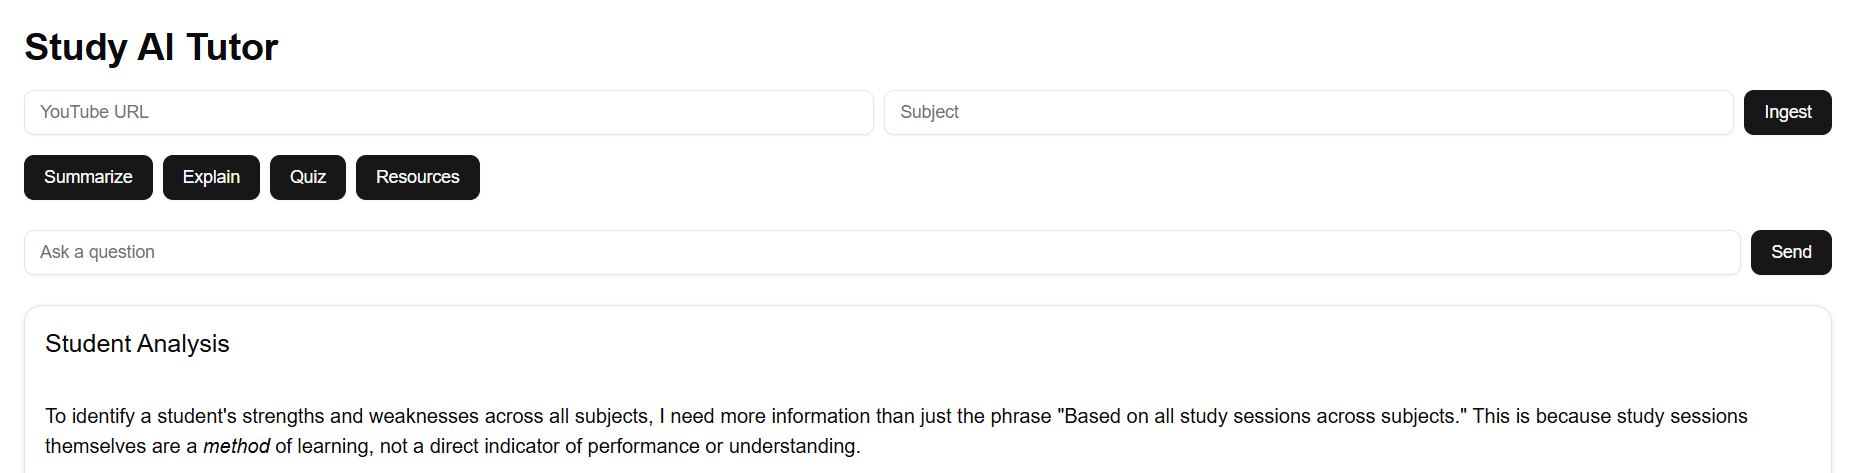 Study AI Tutor
YouTube URL
Subject
Ingest
Summarize
Explain
Quiz
Resources
Ask a question
Send
Student Analysis
To identify a student's strengths and weaknesses across all subjects, I need more information than just the phrase "Based on all study sessions across subjects." This is because study sessions
themselves are a method of learning, not a direct indicator of performance or understanding.